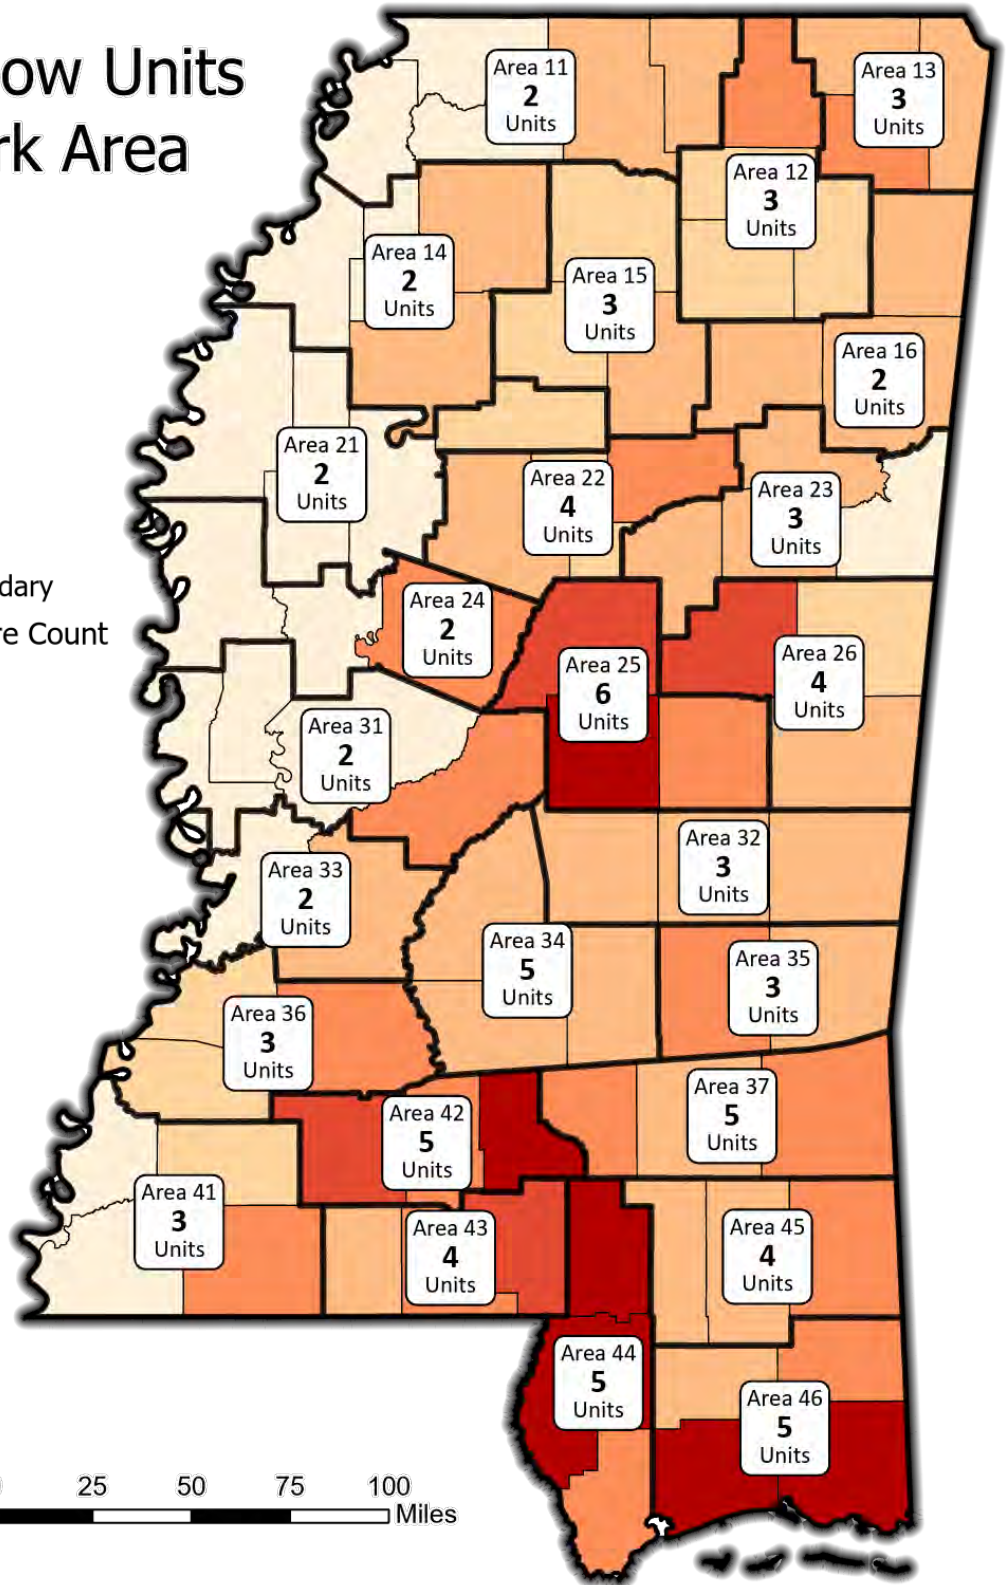 ow Units
rk Area
Area 11
2
Units
Area 13
3
Units
Area 12
3
Units
Area 14
2
Units
Area 15
3
Units
Area 16
2
Units
Area 21
2
Units
Area 22
4
Units
Area 23
3
Units
dary
re Count
Area 24
2
Units
Area 25
6
Units
Area 26
4
Units
Area 31
2
Units
Area 32
3
Units
Area 33
2
Units
Area 34
5
Units
Area 35
3
Units
Area 36
3
Units
Area 37
5
Units
Area 42
5
Units
Area 41
3
Units
Area 43
4
Units
Area 45
4
Units
Area 44
5
Units
Area 46
5
Units
25 50 75 100
Miles